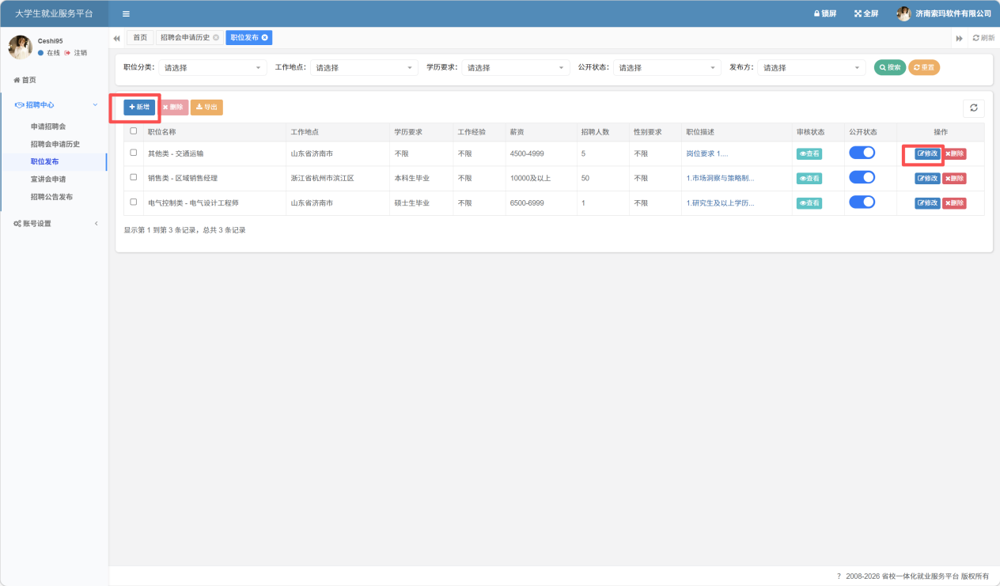 大学生就业服务平台
锁屏 全屏 济南索玛软件有限公司
Ceshi95
在线 注销
首页 招聘会申请历史 职位发布 刷新
职位分类: 请选择 工作地点: 请选择 学历要求: 请选择 公开状态: 请选择 发布方: 请选择 搜索 重置
首页
招聘中心
申请招聘会
招聘会申请历史
职位发布
宣讲会申请
招聘公告发布
账号设置
新增 删除 导出
职位名称 工作地点 学历要求 工作经验 薪资 招聘人数 性别要求 职位描述 审核状态 公开状态 操作
其他类 - 交通运输 山东省济南市 不限 不限 4500-4999 5 不限 岗位要求 1.... 查看 修改 删除
销售类 - 区域销售经理 浙江省杭州市滨江区 本科生毕业 不限 10000及以上 50 不限 1.市场洞察与策略制... 查看 修改 删除
电气控制类 - 电气设计工程师 山东省济南市 硕士生毕业 不限 6500-6999 1 不限 1.研究生及以上学历... 查看 修改 删除
显示第 1 到第 3 条记录，总共 3 条记录
? 2008-2026 省校一体化就业服务平台 版权所有